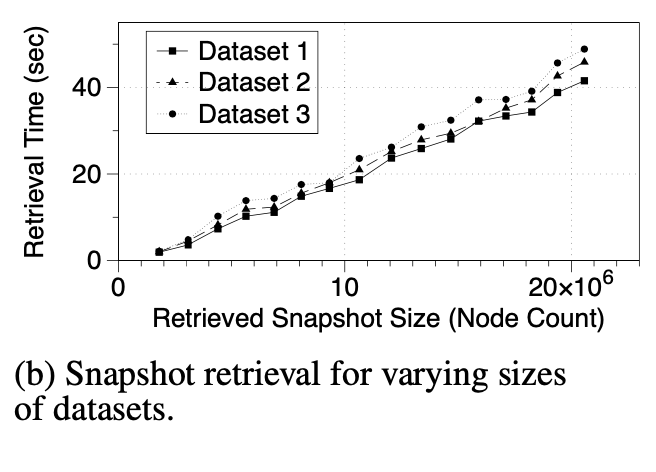 Retrieval Time (sec)
40
20
0
Dataset 1
Dataset 2
Dataset 3
0 10 20×10⁶
Retrieved Snapshot Size (Node Count)
(b) Snapshot retrieval for varying sizes
of datasets.